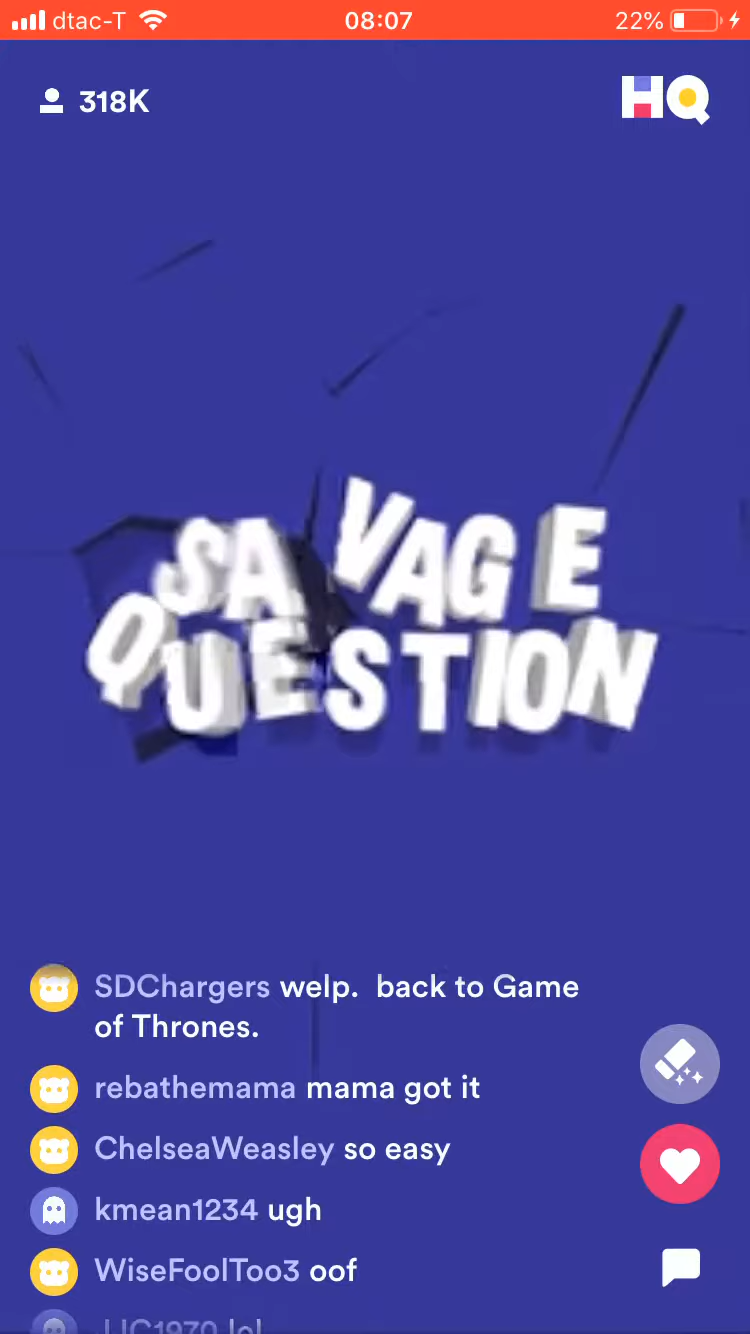 dtac-T 08:07 22%
318K HQ
SAVAGE
QUESTION
SDChargers welp. back to Game
of Thrones.
rebathemama mama got it
ChelseaWeasley so easy
kmean1234 ugh
WiseFoolToo3 oof
lol